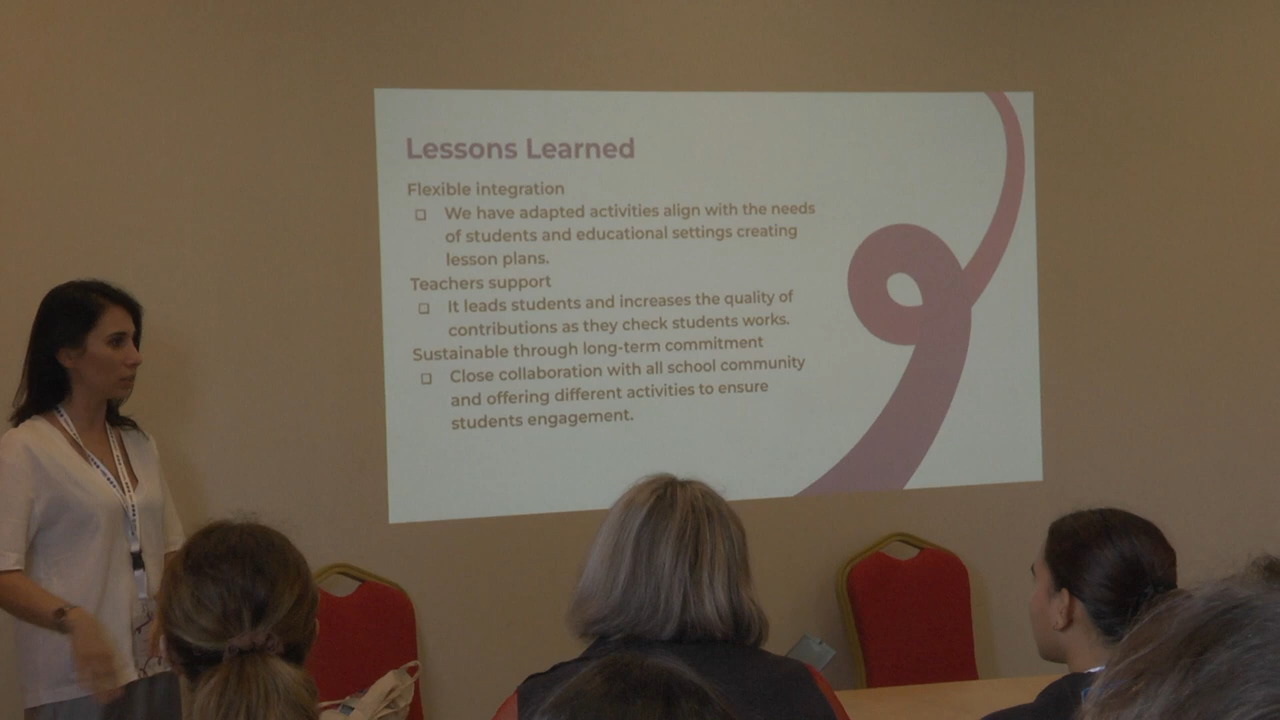 Lessons Learned
Flexible integration
We have adapted activities align with the needs
of students and educational settings creating
lesson plans.
Teachers support
It leads students and increases the quality of
contributions as they check students works.
Sustainable through long-term commitment
Close collaboration with all school community
and offering different activities to ensure
students engagement.